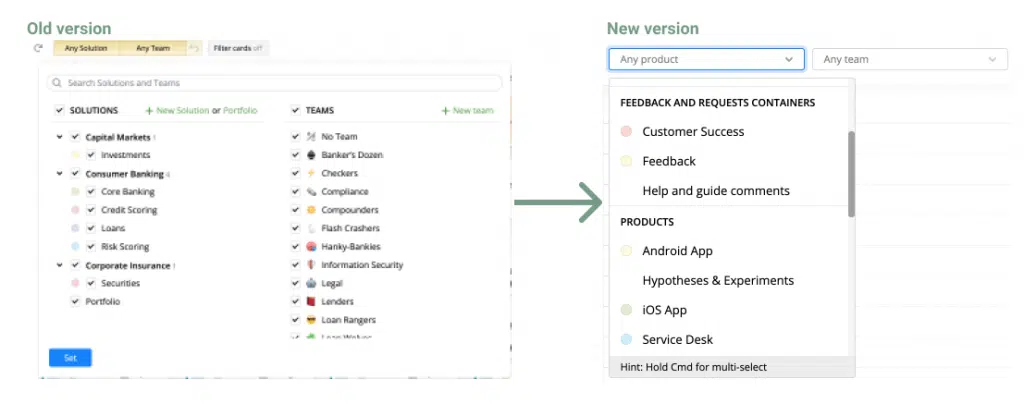 Old version
Any Solution Any Team Filter cards off
Search Solutions and Teams
SOLUTIONS + New Solution or Portfolio
Capital Markets 1
Investments
Consumer Banking 4
Core Banking
Credit Scoring
Loans
Risk Scoring
Corporate Insurance 1
Securities
Portfolio
TEAMS + New team
No Team
Banker's Dozen
Checkers
Compliance
Compounders
Flash Crashers
Hanky-Bankies
Information Security
Legal
Lenders
Loan Rangers
Set
New version
Any product
Any team
FEEDBACK AND REQUESTS CONTAINERS
Customer Success
Feedback
Help and guide comments
PRODUCTS
Android App
Hypotheses & Experiments
iOS App
Service Desk
Hint: Hold Cmd for multi-select